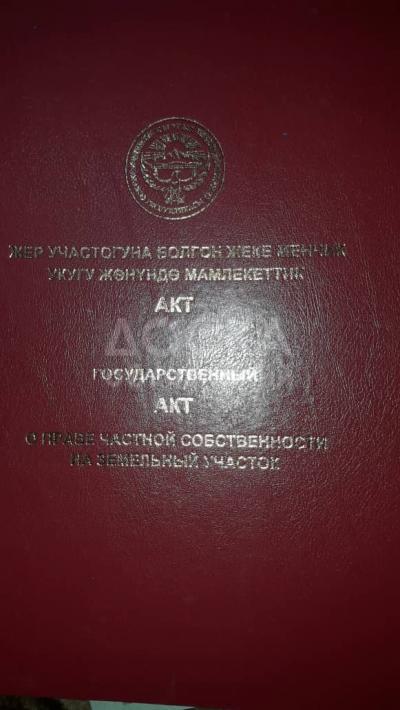 ЖЕР УЧАСТОГУНА БОЛГОН ЖЕКЕ МЕНЧИК
УКУГУ ЖӨНҮНДӨ МАМЛЕКЕТТИК
АКТ
ГОСУДАРСТВЕННЫЙ
АКТ
О ПРАВЕ ЧАСТНОЙ СОБСТВЕННОСТИ
НА ЗЕМЕЛЬНЫЙ УЧАСТОК